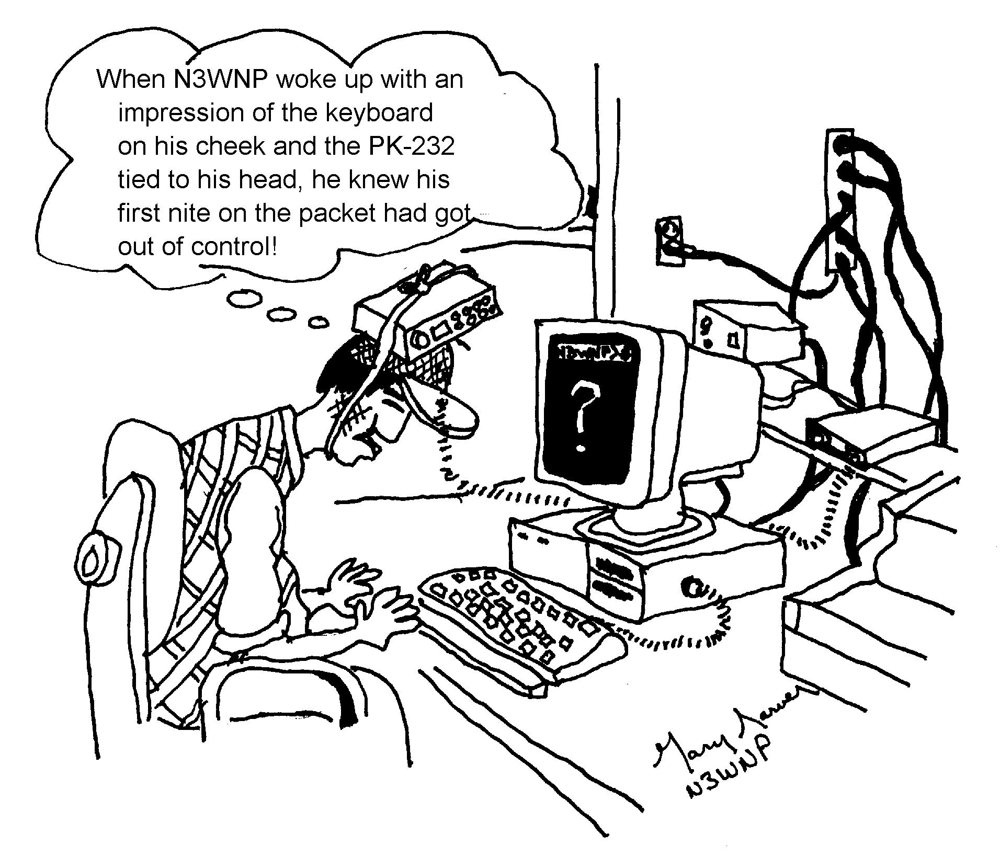 When N3WNP woke up with an
impression of the keyboard
on his cheek and the PK-232
tied to his head, he knew his
first nite on the packet had got
out of control!
N3WNP>
?
N3WNP